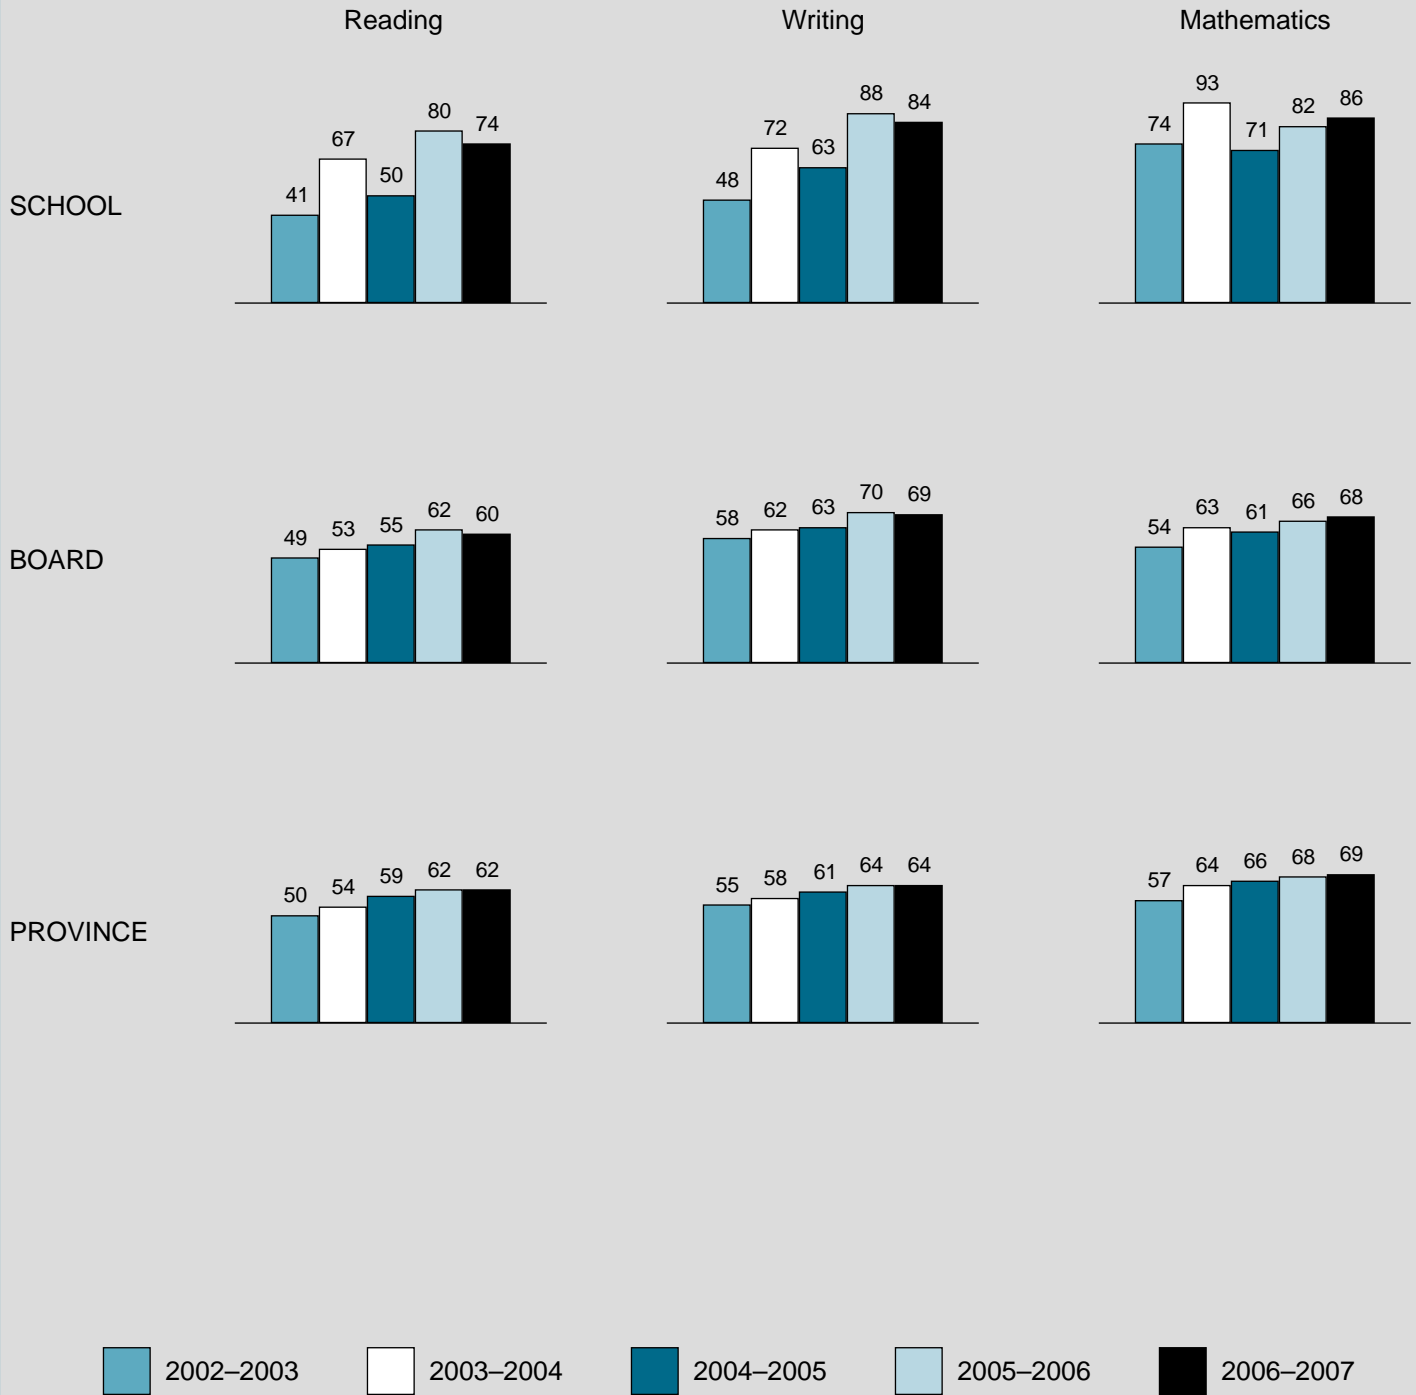 Reading Writing Mathematics
SCHOOL
41 67 50 80 74
48 72 63 88 84
74 93 71 82 86
BOARD
49 53 55 62 60
58 62 63 70 69
54 63 61 66 68
PROVINCE
50 54 59 62 62
55 58 61 64 64
57 64 66 68 69
2002–2003 2003–2004 2004–2005 2005–2006 2006–2007